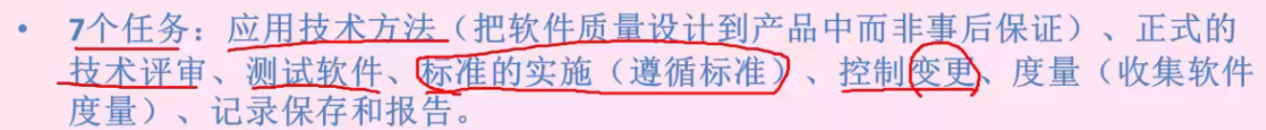 • 7个任务：应用技术方法（把软件质量设计到产品中而非事后保证）、正式的
技术评审、测试软件、标准的实施（遵循标准）、控制变更、度量（收集软件
度量）、记录保存和报告。